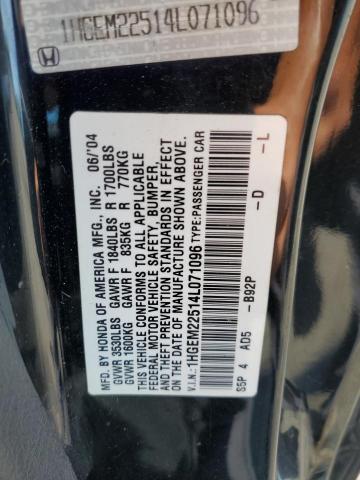 1HGEM22514L071096
MFD. BY HONDA OF AMERICA MFG., INC. 06/'04
GVWR 3530LBS GAWR F 1840LBS R 1700LBS
GVWR 1600KG GAWR F 835KG R 770KG
THIS VEHICLE CONFORMS TO ALL APPLICABLE
FEDERAL MOTOR VEHICLE SAFETY, BUMPER,
AND THEFT PREVENTION STANDARDS IN EFFECT ON
THE DATE OF MANUFACTURE SHOWN ABOVE.
V.I.N.:1HGEM22514L071096 TYPE:PASSENGER CAR
S5P 4 AD5 -B92P -D -L